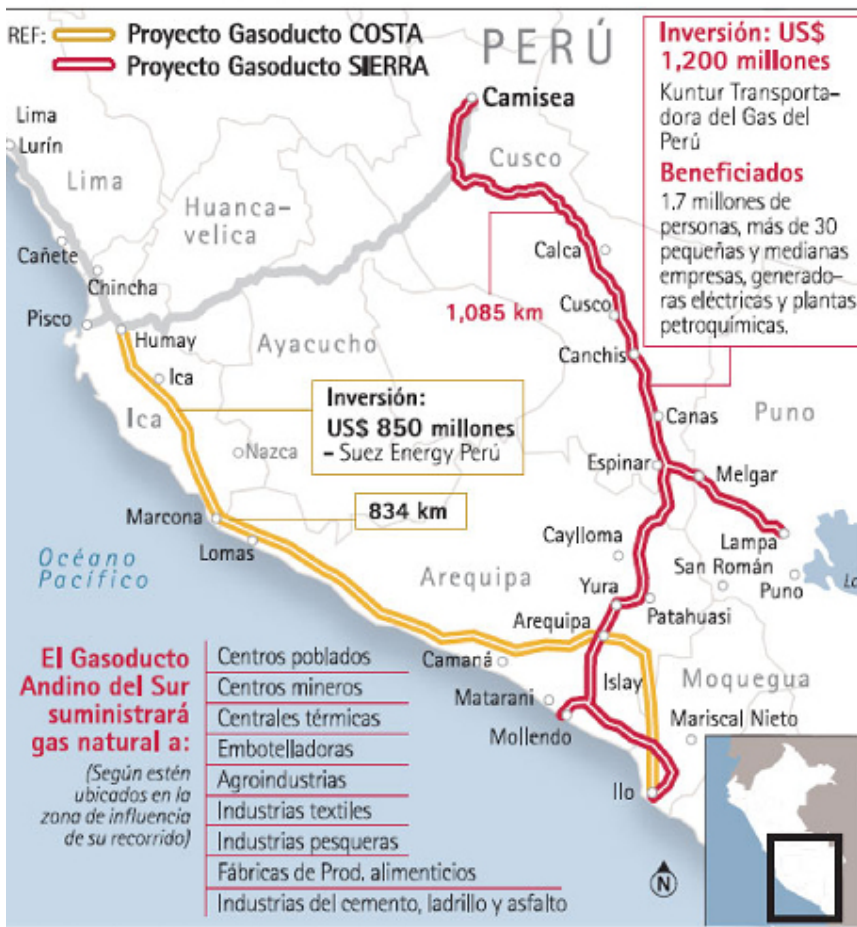 REF: Proyecto Gasoducto COSTA
Proyecto Gasoducto SIERRA
PERÚ
Inversión: US$
1,200 millones
Kuntur Transporta-
dora del Gas del
Perú
Beneficiados
1.7 millones de
personas, más de 30
pequeñas y medianas
empresas, generado-
ras eléctricas y plantas
petroquímicas.
Camisea
Lima
Lurín
Lima
Cusco
Huanca-
velica
Cañete
Calca
Chincha
1,085 km
Cusco
Pisco
Humay
Ayacucho
Canchis
Ica
Ica
Inversión:
US$ 850 millones
- Suez Energy Perú
Canas
Puno
Nazca
Espinar
Melgar
834 km
Marcona
Lomas
Caylloma
Lampa
Océano
Pacífico
Arequipa
San Román
Puno
Yura
Patahuasi
Arequipa
Camaná
Islay
Moquegua
Matarani
Mollendo
Mariscal Nieto
Ilo
El Gasoducto
Andino del Sur
suministrará
gas natural a:
(Según estén
ubicados en la
zona de influencia
de su recorrido)
Centros poblados
Centros mineros
Centrales térmicas
Embotelladoras
Agroindustrias
Industrias textiles
Industrias pesqueras
Fábricas de Prod. alimenticios
Industrias del cemento, ladrillo y asfalto
N